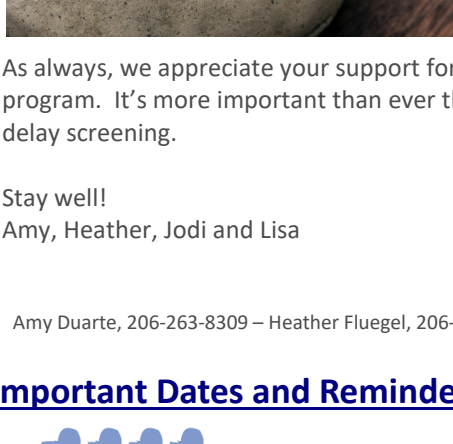 As always, we appreciate your support for
program.  It's more important than ever
delay screening.
Stay well!
Amy, Heather, Jodi and Lisa
Amy Duarte, 206-263-8309 – Heather Fluegel, 206-
mportant Dates and Reminde